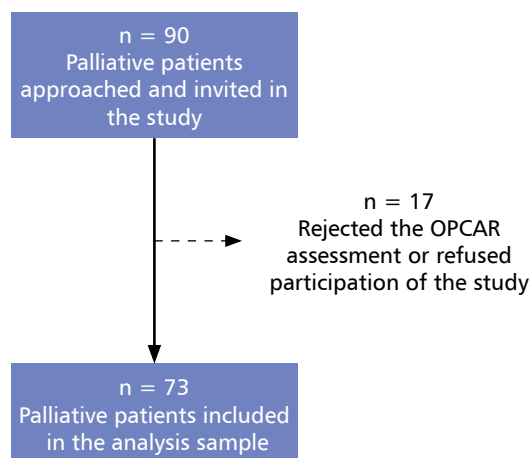 n = 90
Palliative patients
approached and invited in
the study
n = 17
Rejected the OPCAR
assessment or refused
participation of the study
n = 73
Palliative patients included
in the analysis sample